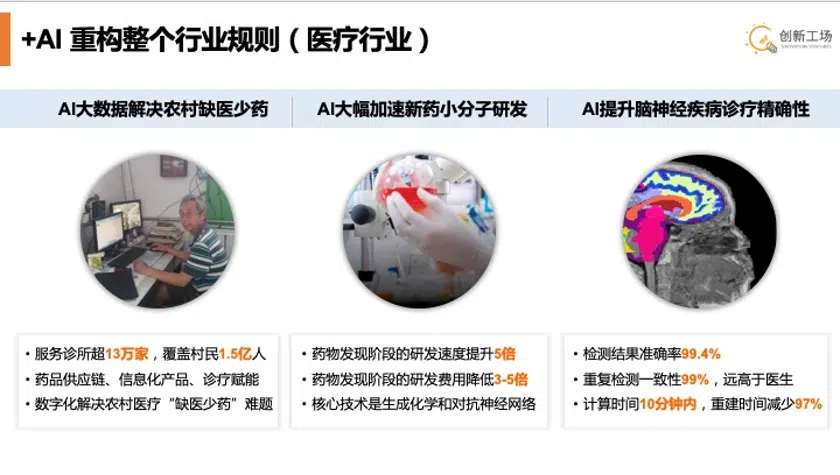 +AI 重构整个行业规则（医疗行业）
创新工场
SINOVATION VENTURES
AI大数据解决农村缺医少药
AI大幅加速新药小分子研发
AI提升脑神经疾病诊疗精确性
• 服务诊所超13万家，覆盖村民1.5亿人
• 药品供应链、信息化产品、诊疗赋能
• 数字化解决农村医疗“缺医少药”难题
• 药物发现阶段的研发速度提升5倍
• 药物发现阶段的研发费用降低3-5倍
• 核心技术是生成化学和对抗神经网络
• 检测结果准确率99.4%
• 重复检测一致性99%，远高于医生
• 计算时间10分钟内，重建时间减少97%